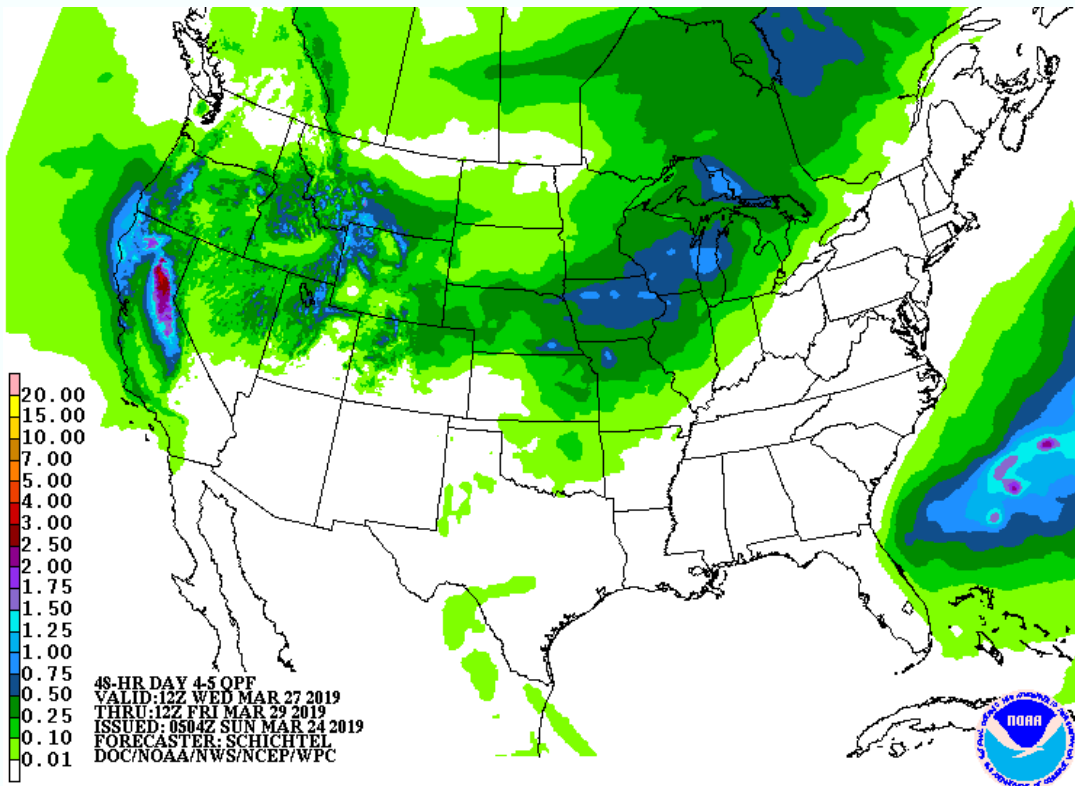 20.00
15.00
10.00
7.00
5.00
4.00
3.00
2.50
2.00
1.75
1.50
1.25
1.00
0.75
0.50
0.25
0.10
0.01
48-HR DAY 4-5 QPF
VALID:12Z WED MAR 27 2019
THRU:12Z FRI MAR 29 2019
ISSUED: 0504Z SUN MAR 24 2019
FORECASTER: SCHICHTEL
DOC/NOAA/NWS/NCEP/WPC
NOAA